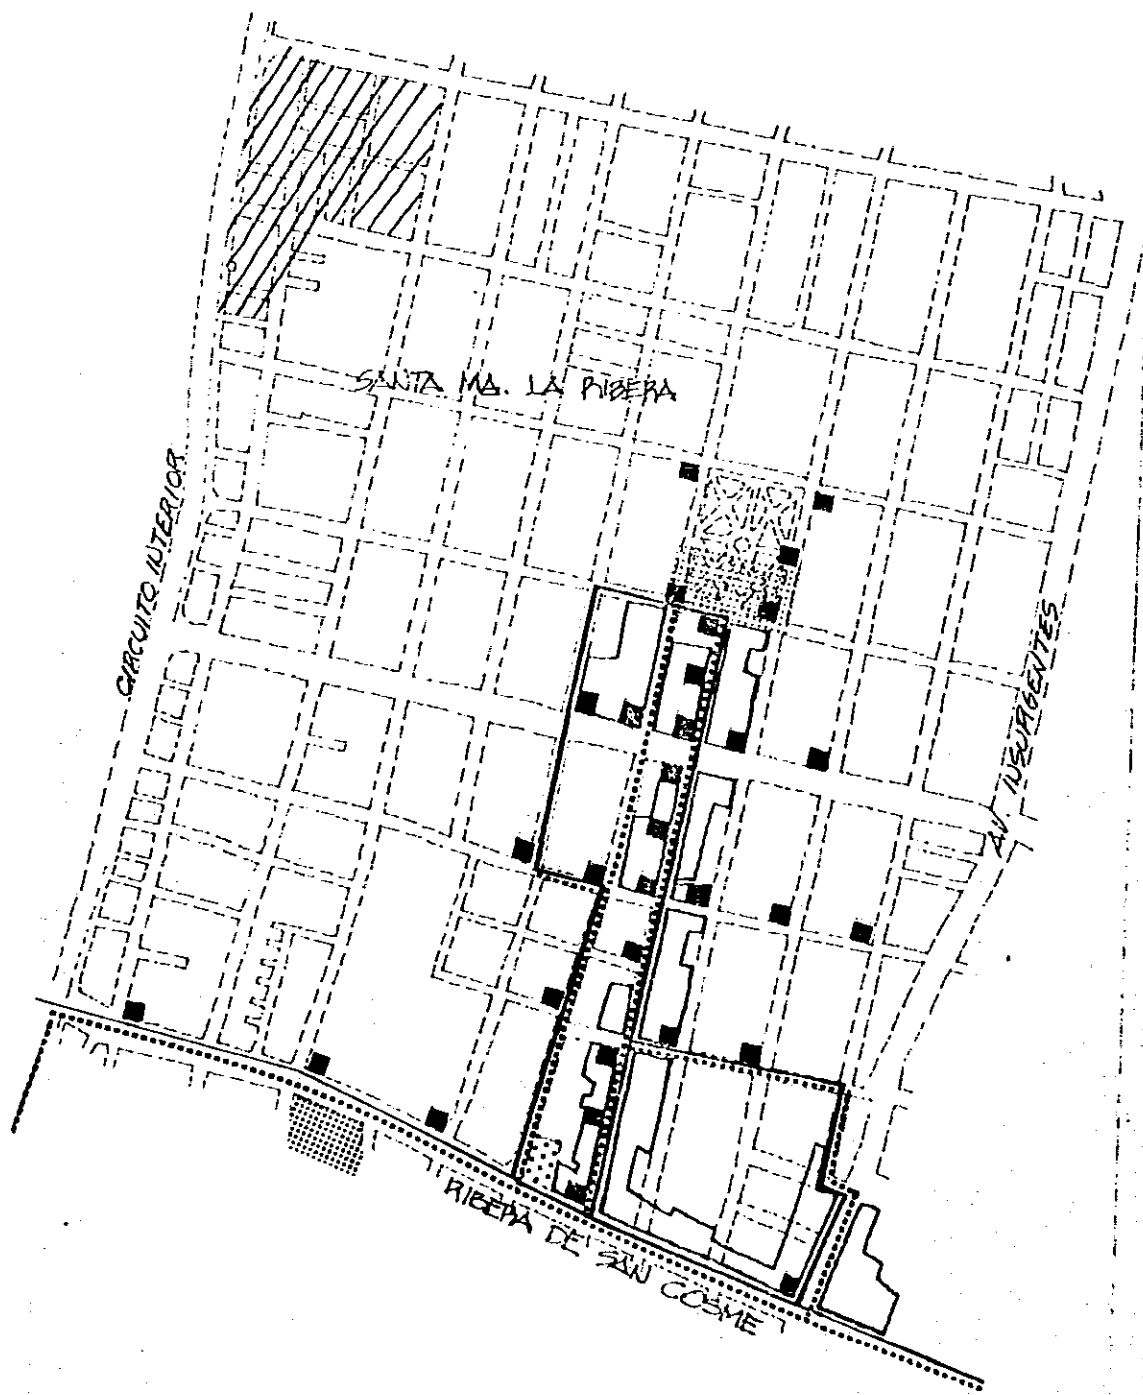 SANTA MA. LA RIBERA
CIRCUITO INTERIOR
AV. INSURGENTES
RIBERA DE SAN COSME